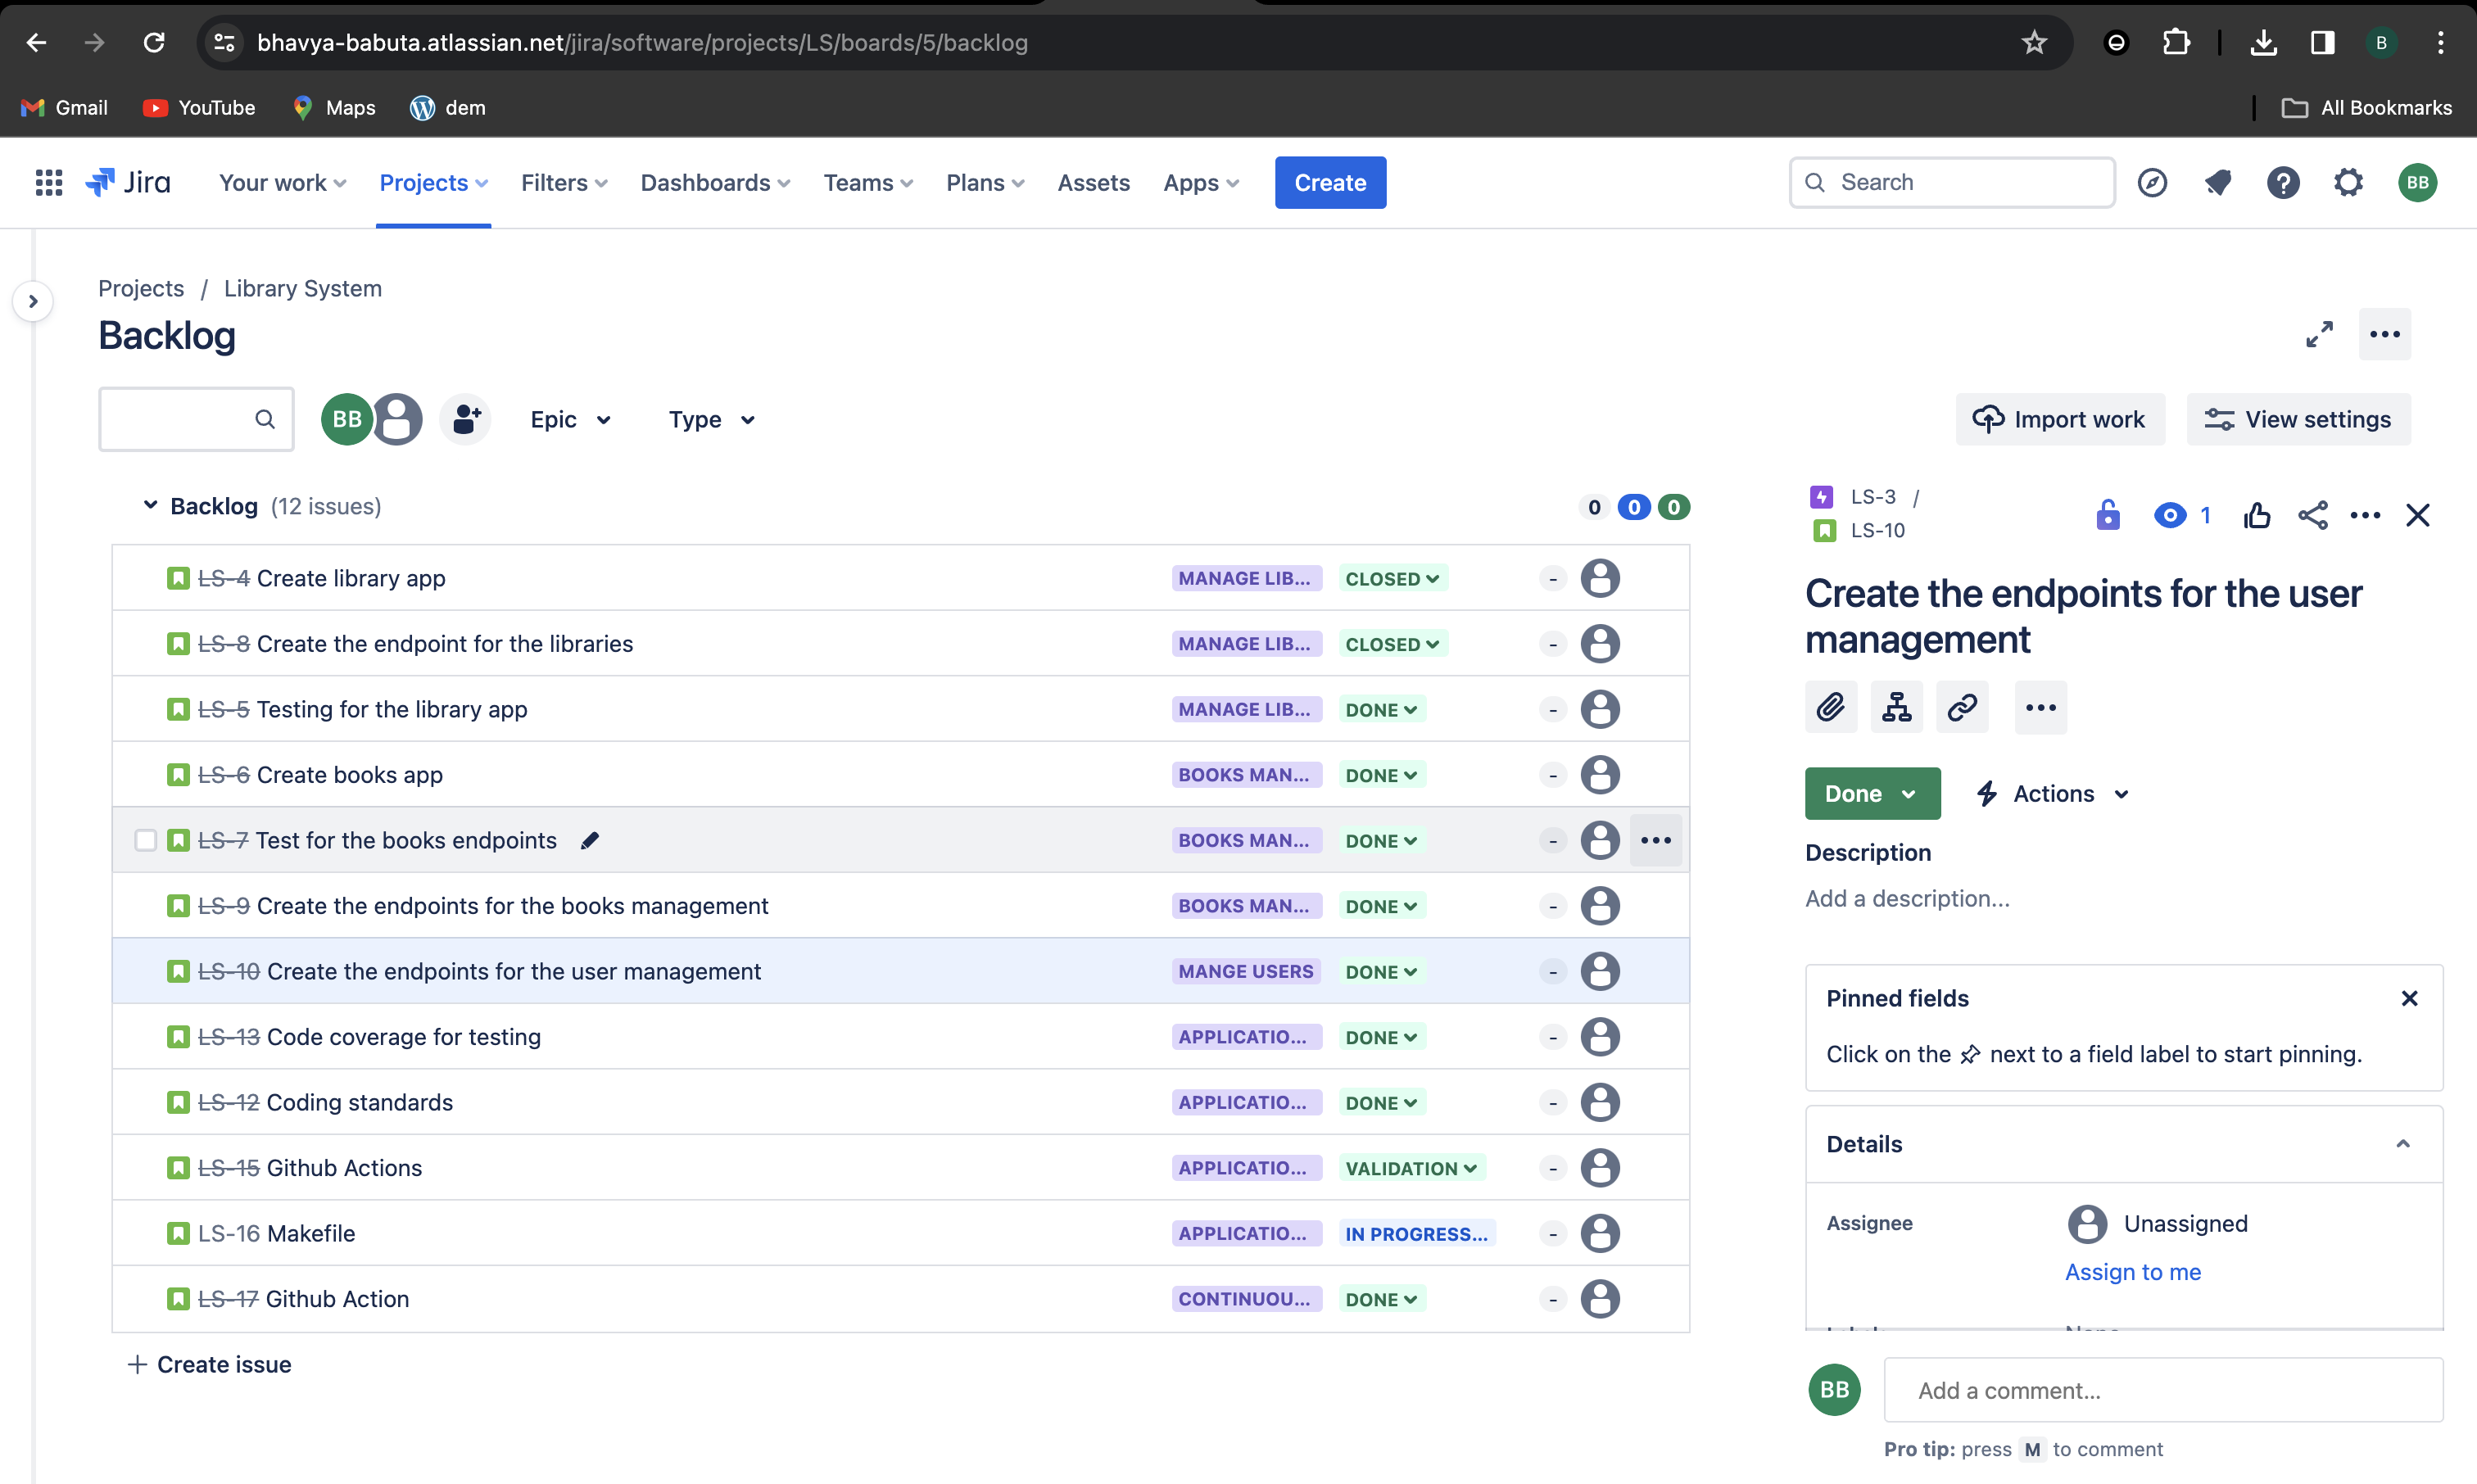 bhavya-babuta.atlassian.net/jira/software/projects/LS/boards/5/backlog
B
Gmail YouTube Maps dem All Bookmarks
Jira Your work Projects Filters Dashboards Teams Plans Assets Apps Create Search BB
Projects / Library System
Backlog
BB Epic Type Import work View settings
Backlog (12 issues) 0 0 0
LS-4 Create library app MANAGE LIB... CLOSED -
LS-8 Create the endpoint for the libraries MANAGE LIB... CLOSED -
LS-5 Testing for the library app MANAGE LIB... DONE -
LS-6 Create books app BOOKS MAN... DONE -
LS-7 Test for the books endpoints BOOKS MAN... DONE -
LS-9 Create the endpoints for the books management BOOKS MAN... DONE -
LS-10 Create the endpoints for the user management MANGE USERS DONE -
LS-13 Code coverage for testing APPLICATIO... DONE -
LS-12 Coding standards APPLICATIO... DONE -
LS-15 Github Actions APPLICATIO... VALIDATION -
LS-16 Makefile APPLICATIO... IN PROGRESS... -
LS-17 Github Action CONTINUOU... DONE -
+ Create issue
LS-3 /
LS-10
1
Create the endpoints for the user
management
Done Actions
Description
Add a description...
Pinned fields
Click on the next to a field label to start pinning.
Details
Assignee Unassigned
Assign to me
BB Add a comment...
Pro tip: press M to comment